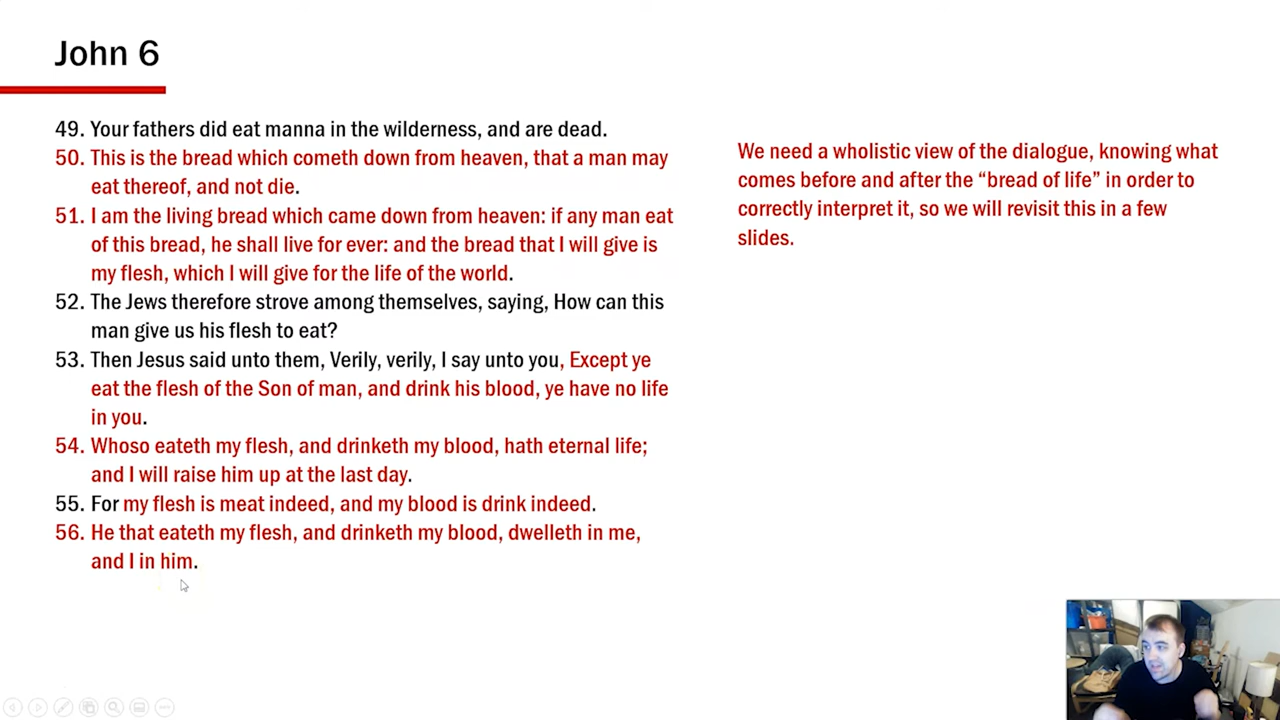 John 6
49. Your fathers did eat manna in the wilderness, and are dead.
50. This is the bread which cometh down from heaven, that a man may
eat thereof, and not die.
51. I am the living bread which came down from heaven: if any man eat
of this bread, he shall live for ever: and the bread that I will give is
my flesh, which I will give for the life of the world.
52. The Jews therefore strove among themselves, saying, How can this
man give us his flesh to eat?
53. Then Jesus said unto them, Verily, verily, I say unto you, Except ye
eat the flesh of the Son of man, and drink his blood, ye have no life
in you.
54. Whoso eateth my flesh, and drinketh my blood, hath eternal life;
and I will raise him up at the last day.
55. For my flesh is meat indeed, and my blood is drink indeed.
56. He that eateth my flesh, and drinketh my blood, dwelleth in me,
and I in him.
We need a wholistic view of the dialogue, knowing what
comes before and after the “bread of life” in order to
correctly interpret it, so we will revisit this in a few
slides.